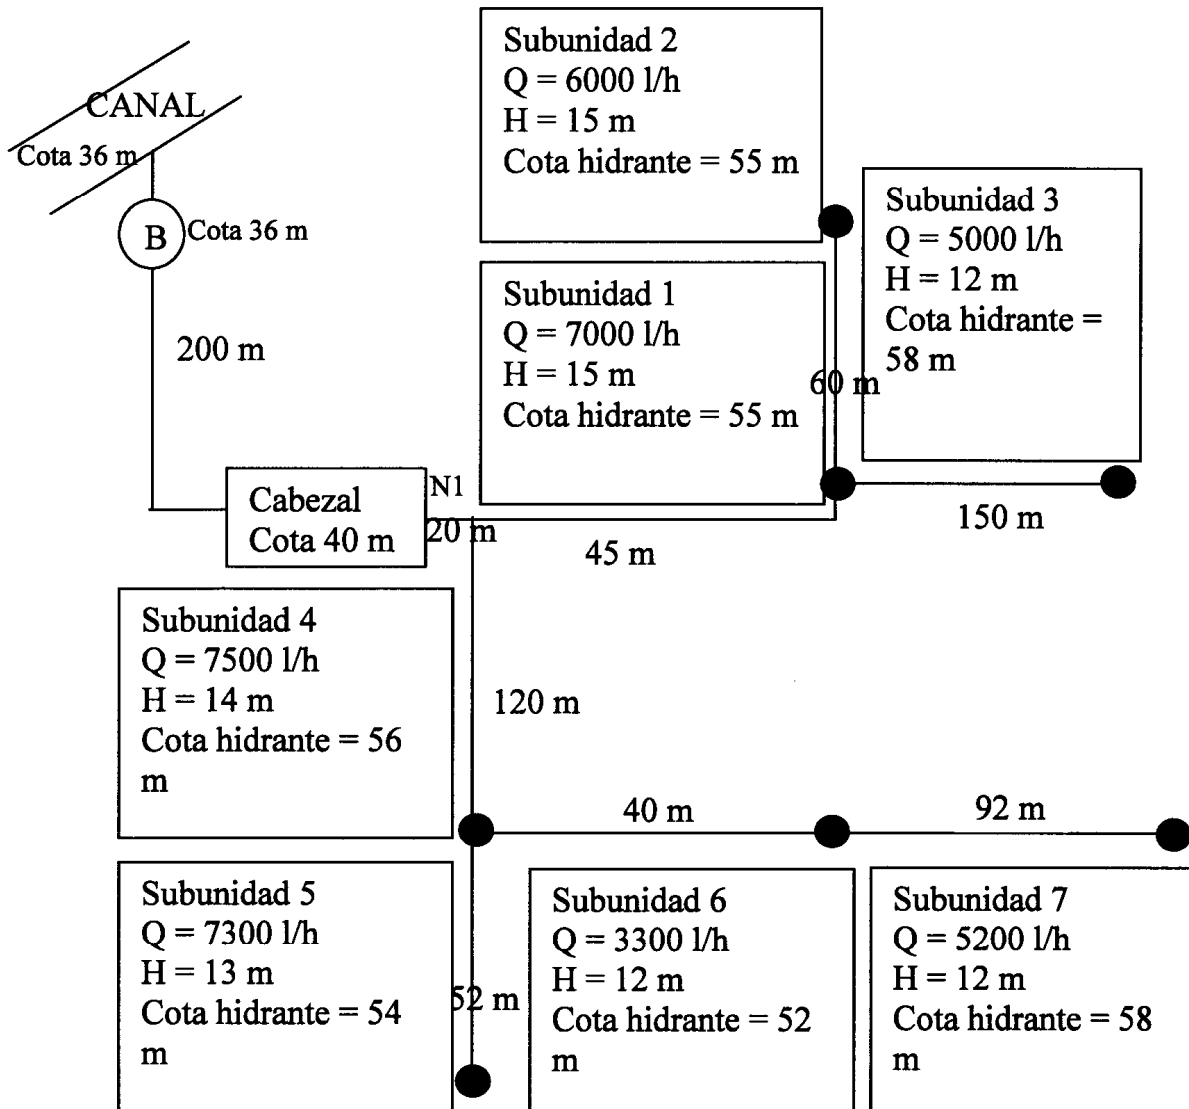 CANAL
Cota 36 m
B
Cota 36 m
200 m
Subunidad 2
Q = 6000 l/h
H = 15 m
Cota hidrante = 55 m
Subunidad 3
Q = 5000 l/h
H = 12 m
Cota hidrante =
58 m
Subunidad 1
Q = 7000 l/h
H = 15 m
Cota hidrante = 55 m
60 m
Cabezal
Cota 40 m
N1
20 m
45 m
150 m
Subunidad 4
Q = 7500 l/h
H = 14 m
Cota hidrante = 56
m
120 m
40 m
92 m
Subunidad 5
Q = 7300 l/h
H = 13 m
Cota hidrante = 54
m
52 m
Subunidad 6
Q = 3300 l/h
H = 12 m
Cota hidrante = 52
m
Subunidad 7
Q = 5200 l/h
H = 12 m
Cota hidrante = 58
m